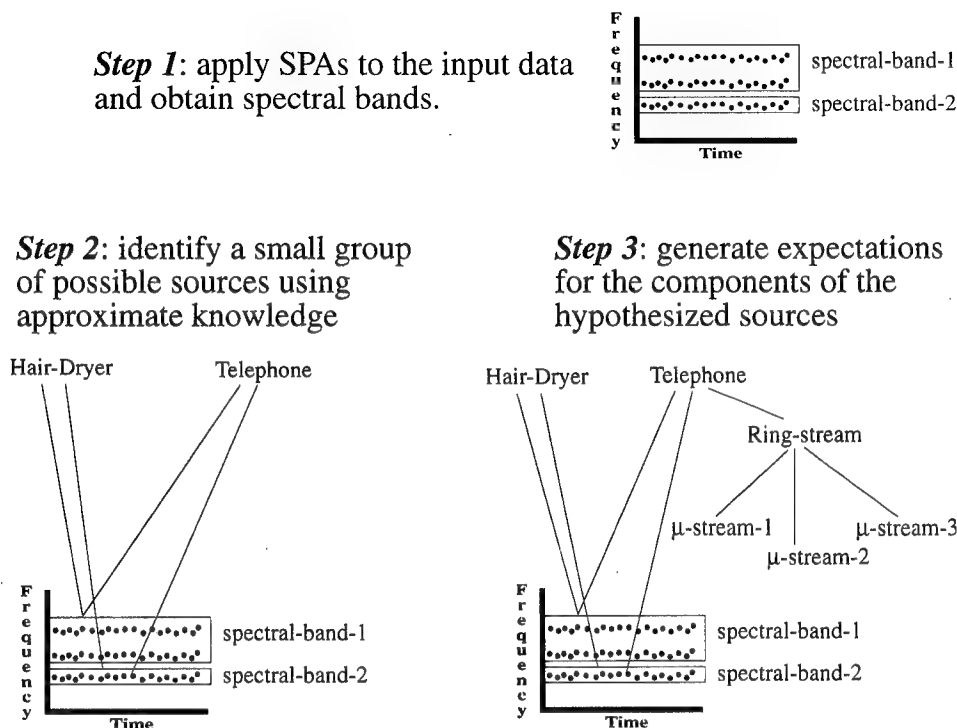 Step 1: apply SPAs to the input data
and obtain spectral bands.
Frequency
spectral-band-1
spectral-band-2
Time
Step 2: identify a small group
of possible sources using
approximate knowledge
Hair-Dryer
Telephone
Frequency
spectral-band-1
spectral-band-2
Time
Step 3: generate expectations
for the components of the
hypothesized sources
Hair-Dryer
Telephone
Ring-stream
µ-stream-1
µ-stream-2
µ-stream-3
Frequency
spectral-band-1
spectral-band-2
Time